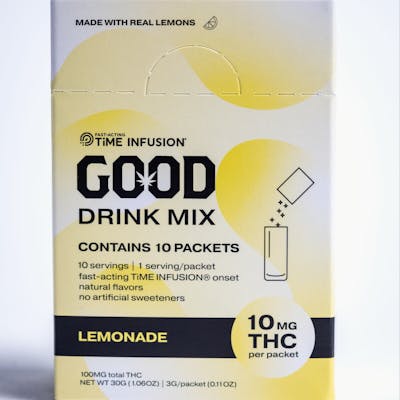 MADE WITH REAL LEMONS
FAST-ACTING
TiME INFUSION®
GOOD
DRINK MIX
CONTAINS 10 PACKETS
10 servings | 1 serving/packet
fast-acting TiME INFUSION® onset
natural flavors
no artificial sweeteners
LEMONADE
10 MG
THC
per packet
100MG total THC
NET WT 30G (1.06OZ) | 3G/packet (0.11OZ)